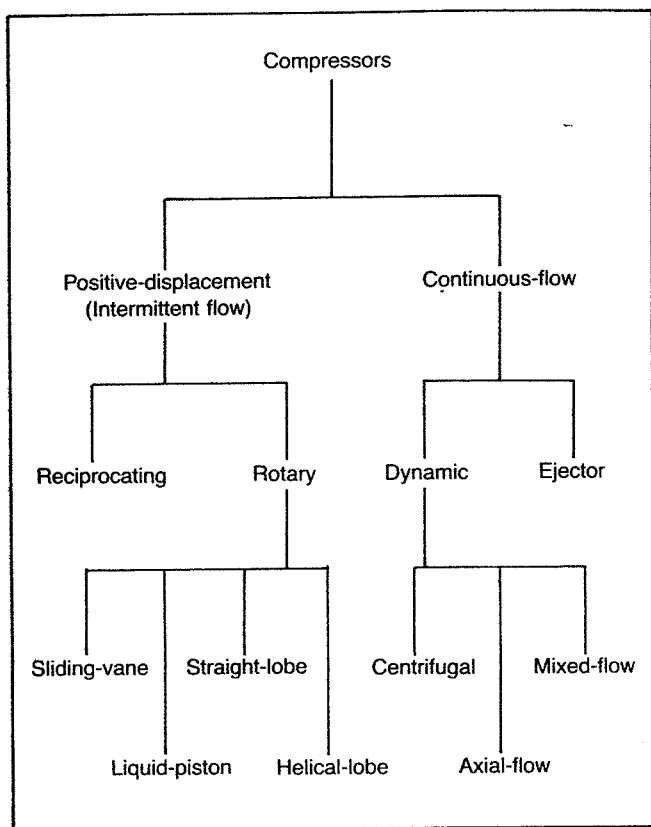 Compressors
Positive-displacement
(Intermittent flow)
Continuous-flow
Reciprocating
Rotary
Dynamic
Ejector
Sliding-vane
Straight-lobe
Centrifugal
Mixed-flow
Liquid-piston
Helical-lobe
Axial-flow